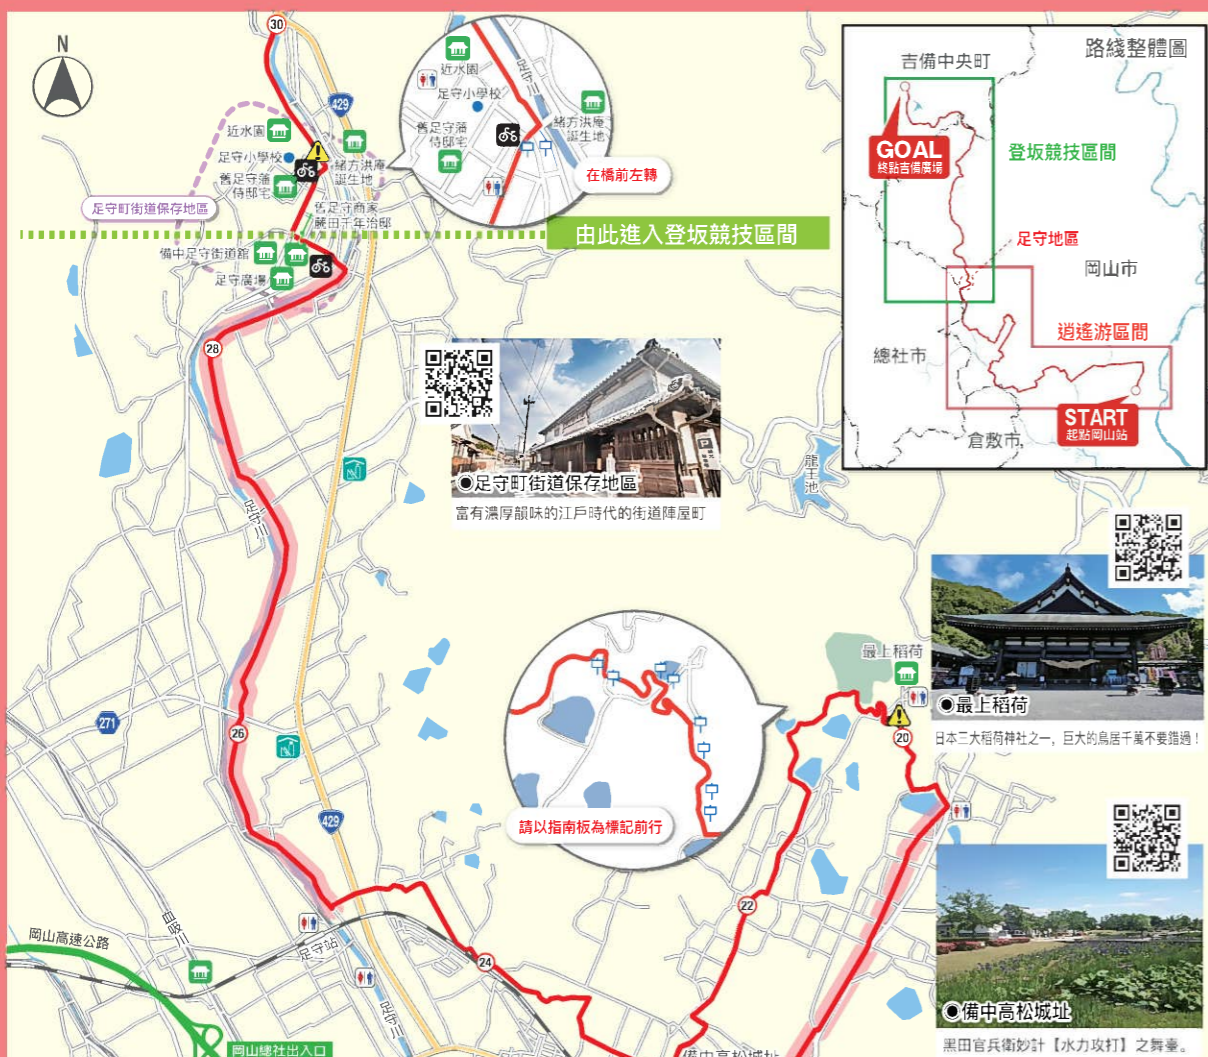 N
30
429
近水園
足守小學校
舊足守藩
侍邸宅
緒方洪庵
誕生地
足守町街道保存地區
舊足守商家
藤田千年治邸
備中足守街道館
足守廣場
近水園
足守小學校
舊足守藩
侍邸宅
足守川
緒方洪庵
誕生地
在橋前左轉
由此進入登坂競技區間
路綫整體圖
吉備中央町
GOAL
終點吉備廣場
登坂競技區間
足守地區
岡山市
逍遙游區間
總社市
START
起點岡山站
倉敷市
28
◉足守町街道保存地區
富有濃厚韻味的江戶時代的街道陣屋町
龍王池
足守川
271
26
429
最上稻荷
20
◉最上稻荷
日本三大稻荷神社之一，巨大的鳥居千萬不要錯過！
請以指南板為標記前行
22
24
岡山高速公路
自吸川
足守站
足守川
岡山總社出入口
備中高松城址
◉備中高松城址
黑田官兵衛妙計【水力攻打】之舞臺。